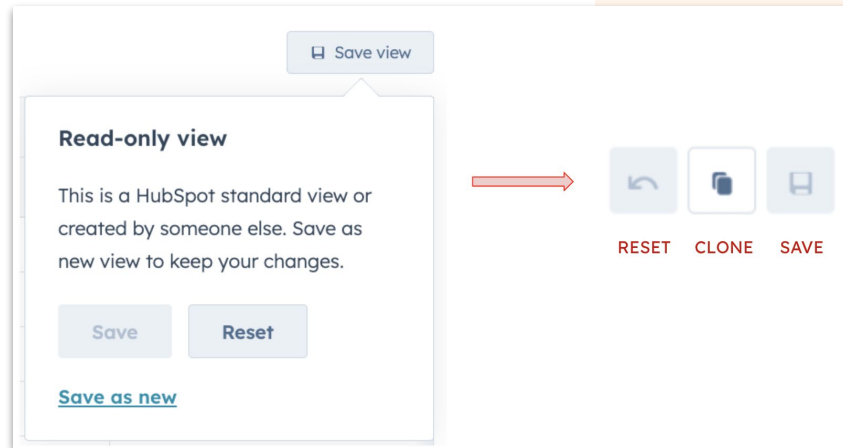 Save view
Read-only view
This is a HubSpot standard view or
created by someone else. Save as
new view to keep your changes.
Save Reset
Save as new
RESET CLONE SAVE